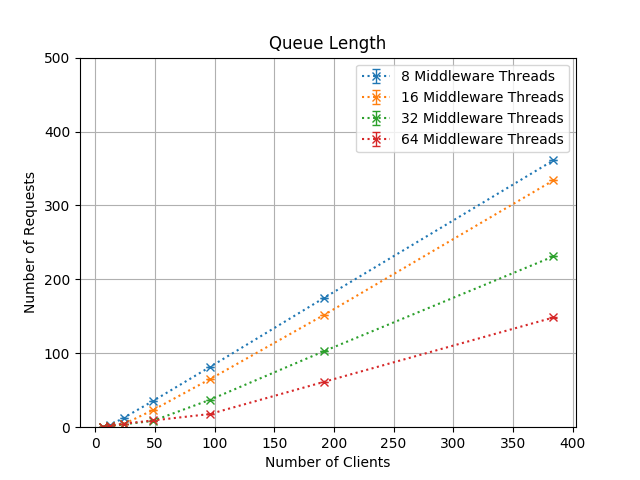 Queue Length
8 Middleware Threads
16 Middleware Threads
32 Middleware Threads
64 Middleware Threads
Number of Requests
500
400
300
200
100
0
0 50 100 150 200 250 300 350 400
Number of Clients